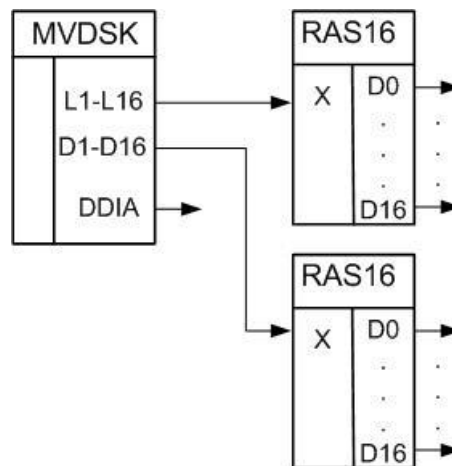 MVDSK
L1-L16
D1-D16
DDIA
RAS16
X
D0
.
.
.
D16
RAS16
X
D0
.
.
.
D16